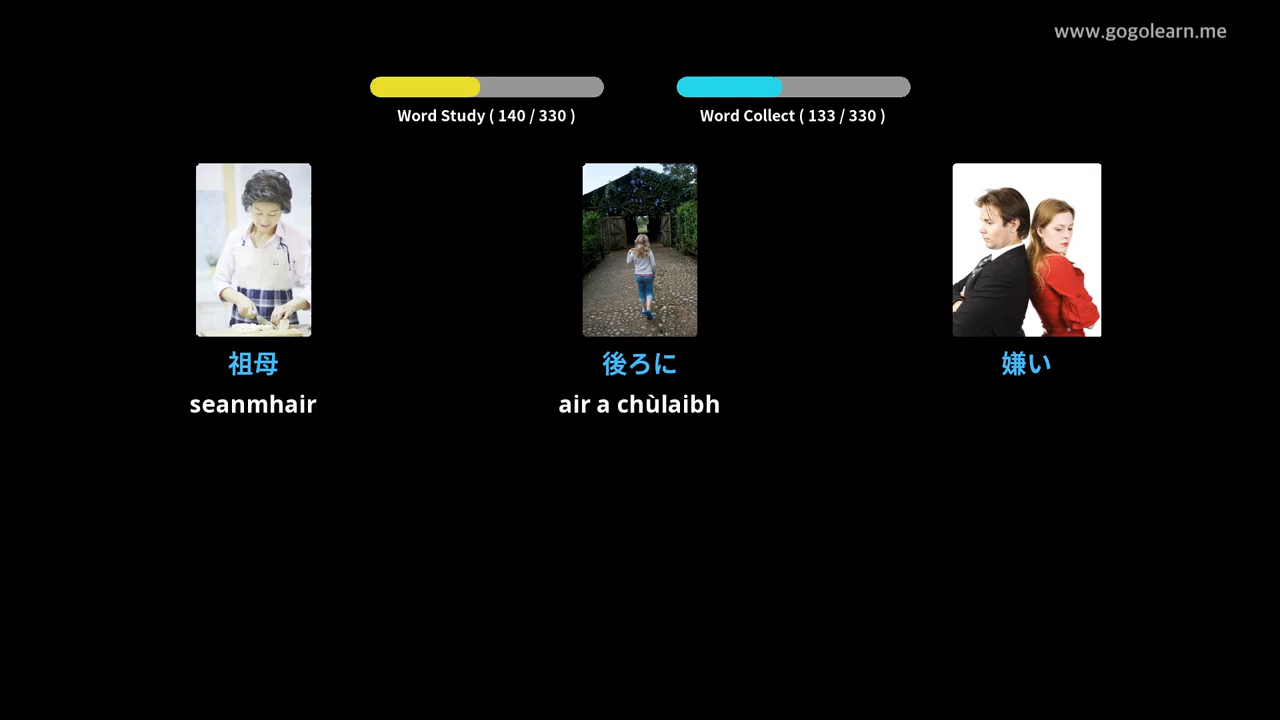 www.gogolearn.me
Word Study ( 140 / 330 )
Word Collect ( 133 / 330 )
祖母
seanmhair
後ろに
air a chùlaibh
嫌い